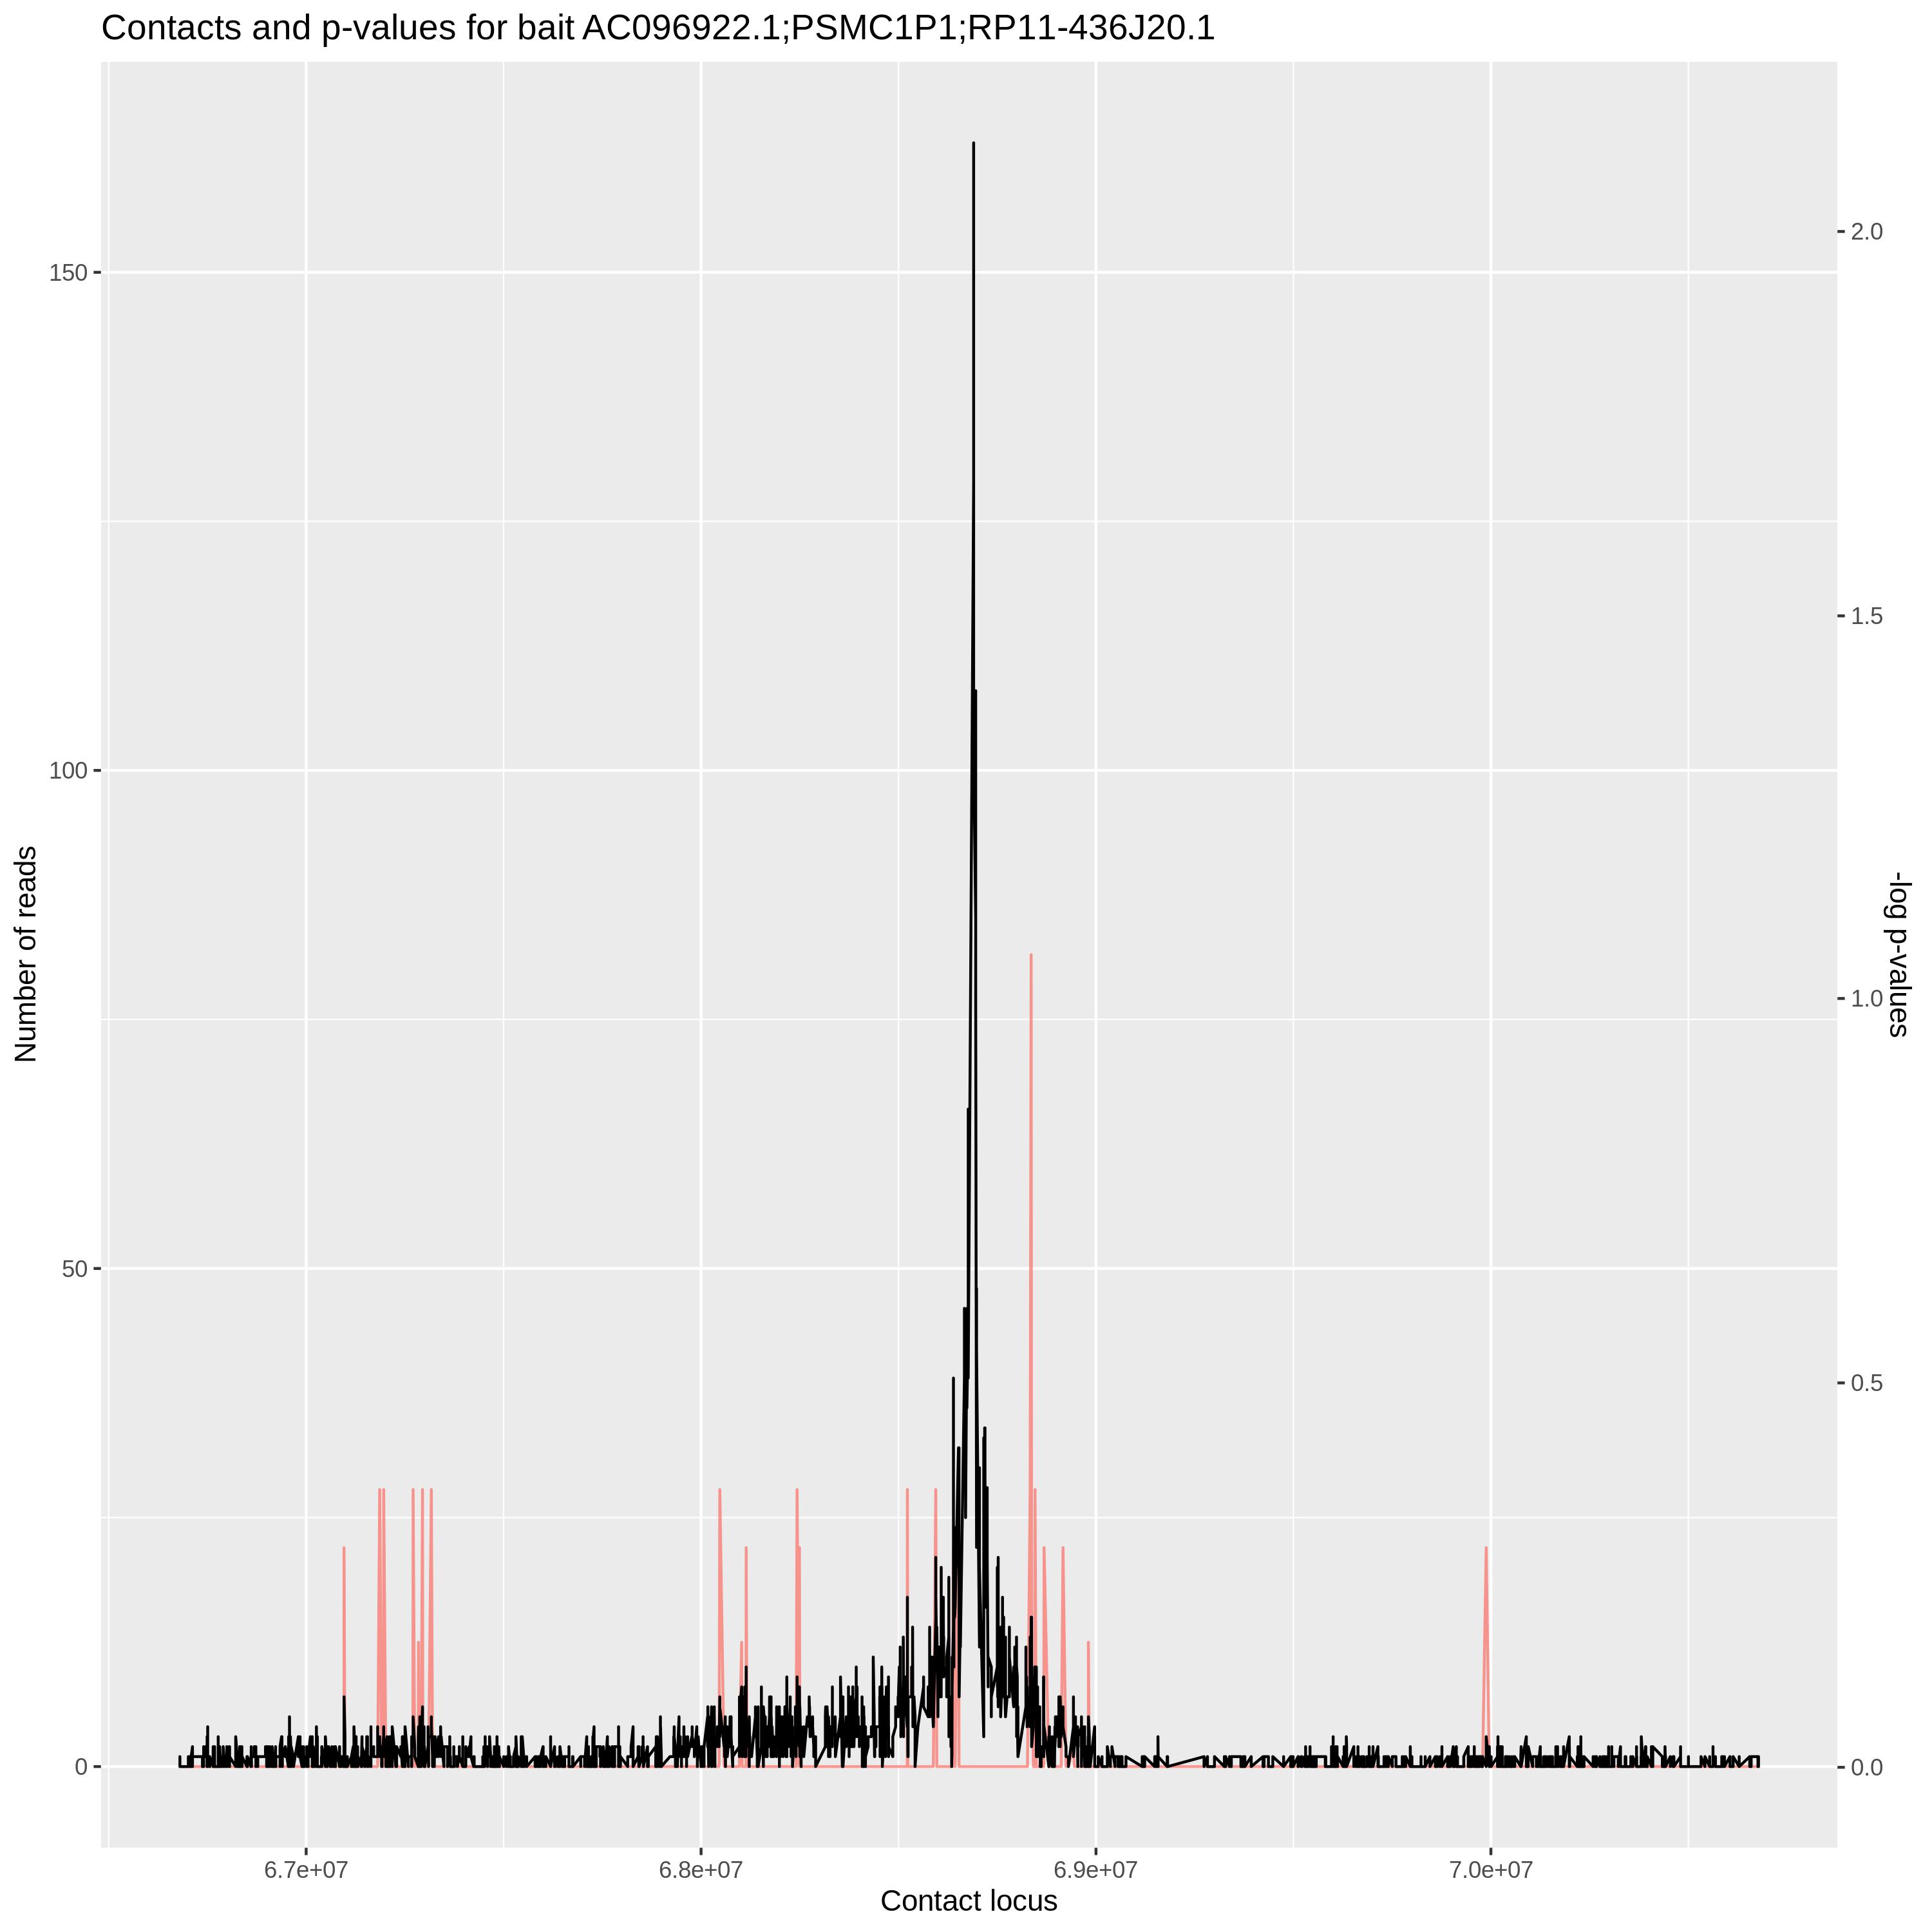 Contacts and p-values for bait AC096922.1;PSMC1P1;RP11-436J20.1
150
100
50
0
Number of reads
2.0
1.5
1.0
0.5
0.0
-log p-values
6.7e+07
6.8e+07
6.9e+07
7.0e+07
Contact locus